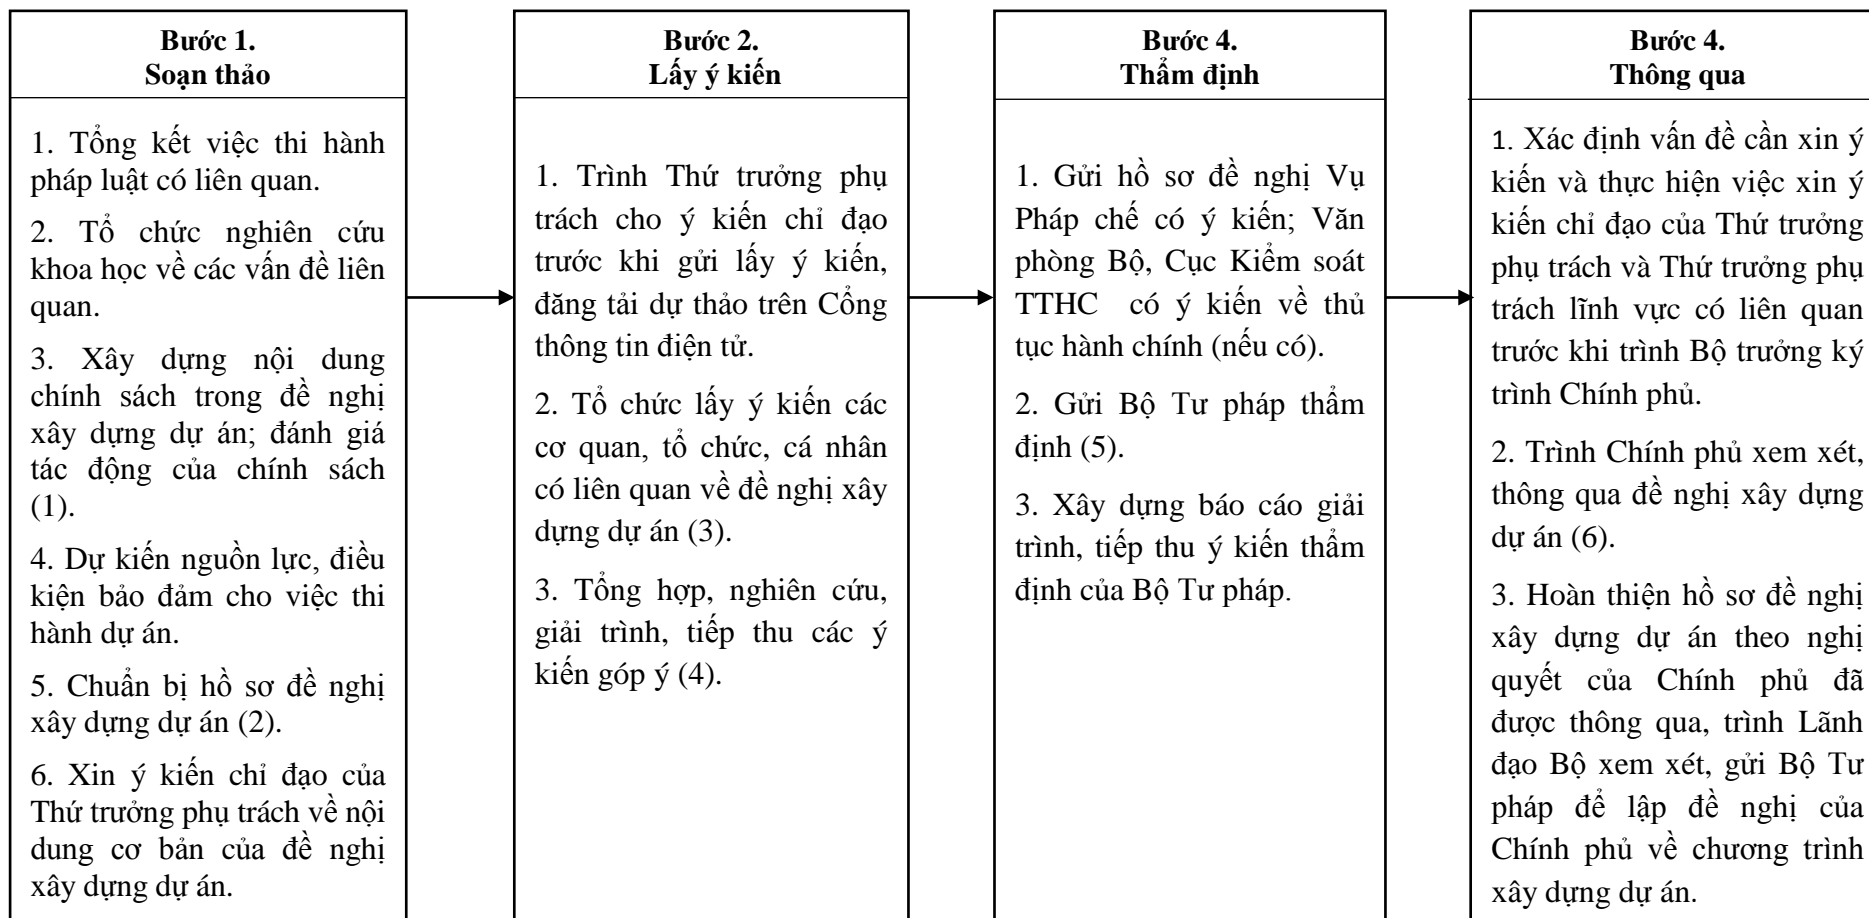 Bước 1.
Soạn thảo
1. Tổng kết việc thi hành
pháp luật có liên quan.
2. Tổ chức nghiên cứu
khoa học về các vấn đề liên
quan.
3. Xây dựng nội dung
chính sách trong đề nghị
xây dựng dự án; đánh giá
tác động của chính sách
(1).
4. Dự kiến nguồn lực, điều
kiện bảo đảm cho việc thi
hành dự án.
5. Chuẩn bị hồ sơ đề nghị
xây dựng dự án (2).
6. Xin ý kiến chỉ đạo của
Thứ trưởng phụ trách về nội
dung cơ bản của đề nghị
xây dựng dự án.
Bước 2.
Lấy ý kiến
1. Trình Thứ trưởng phụ
trách cho ý kiến chỉ đạo
trước khi gửi lấy ý kiến,
đăng tải dự thảo trên Cổng
thông tin điện tử.
2. Tổ chức lấy ý kiến các
cơ quan, tổ chức, cá nhân
có liên quan về đề nghị xây
dựng dự án (3).
3. Tổng hợp, nghiên cứu,
giải trình, tiếp thu các ý
kiến góp ý (4).
Bước 4.
Thẩm định
1. Gửi hồ sơ đề nghị Vụ
Pháp chế có ý kiến; Văn
phòng Bộ, Cục Kiểm soát
TTHC có ý kiến về thủ
tục hành chính (nếu có).
2. Gửi Bộ Tư pháp thẩm
định (5).
3. Xây dựng báo cáo giải
trình, tiếp thu ý kiến thẩm
định của Bộ Tư pháp.
Bước 4.
Thông qua
1. Xác định vấn đề cần xin ý
kiến và thực hiện việc xin ý
kiến chỉ đạo của Thứ trưởng
phụ trách và Thứ trưởng phụ
trách lĩnh vực có liên quan
trước khi trình Bộ trưởng ký
trình Chính phủ.
2. Trình Chính phủ xem xét,
thông qua đề nghị xây dựng
dự án (6).
3. Hoàn thiện hồ sơ đề nghị
xây dựng dự án theo nghị
quyết của Chính phủ đã
được thông qua, trình Lãnh
đạo Bộ xem xét, gửi Bộ Tư
pháp để lập đề nghị của
Chính phủ về chương trình
xây dựng dự án.